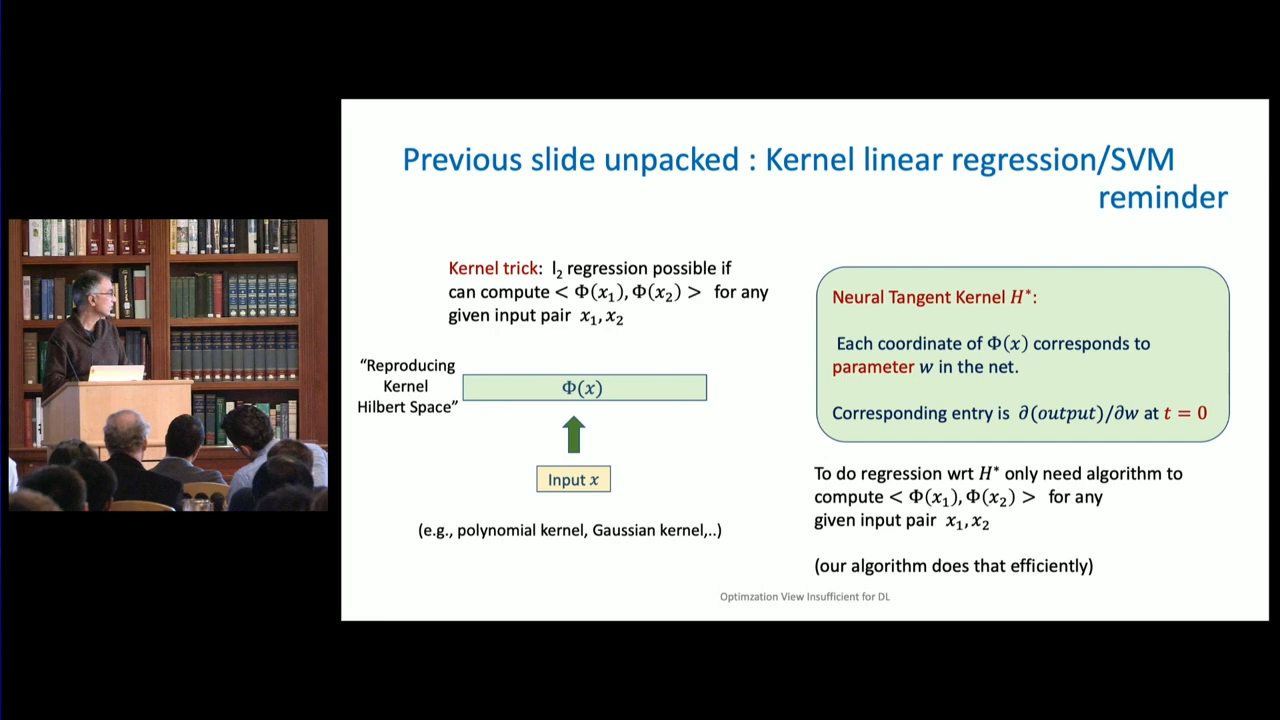 Previous slide unpacked : Kernel linear regression/SVM
reminder
Kernel trick: l₂ regression possible if
can compute < Φ(x₁), Φ(x₂) > for any
given input pair x₁, x₂
“Reproducing
Kernel
Hilbert Space”
Φ(x)
Input x
(e.g., polynomial kernel, Gaussian kernel,..)
Neural Tangent Kernel H*:
Each coordinate of Φ(x) corresponds to
parameter w in the net.
Corresponding entry is ∂(output)/∂w at t = 0
To do regression wrt H* only need algorithm to
compute < Φ(x₁), Φ(x₂) > for any
given input pair x₁, x₂
(our algorithm does that efficiently)
Optimzation View Insufficient for DL